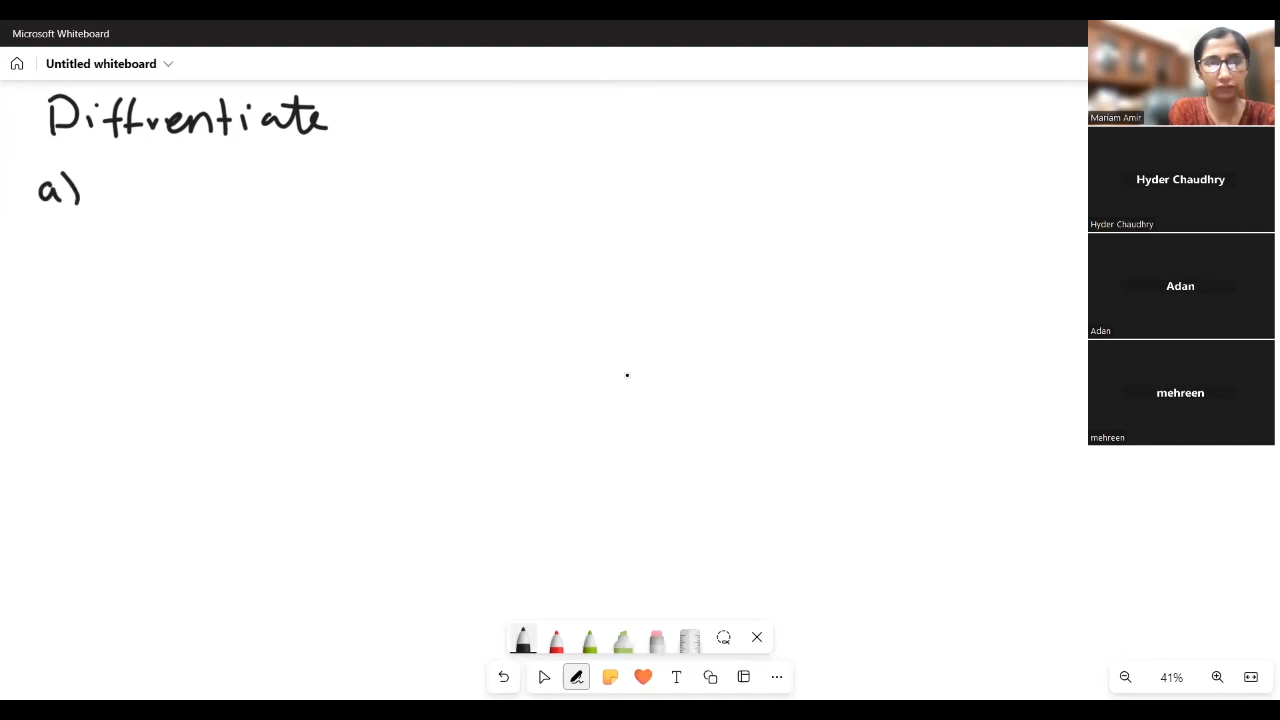 Microsoft Whiteboard
Untitled whiteboard
Diffrentiate
a)
Mariam Amir
Hyder Chaudhry
Hyder Chaudhry
Adan
Adan
mehreen
mehreen
T
41%